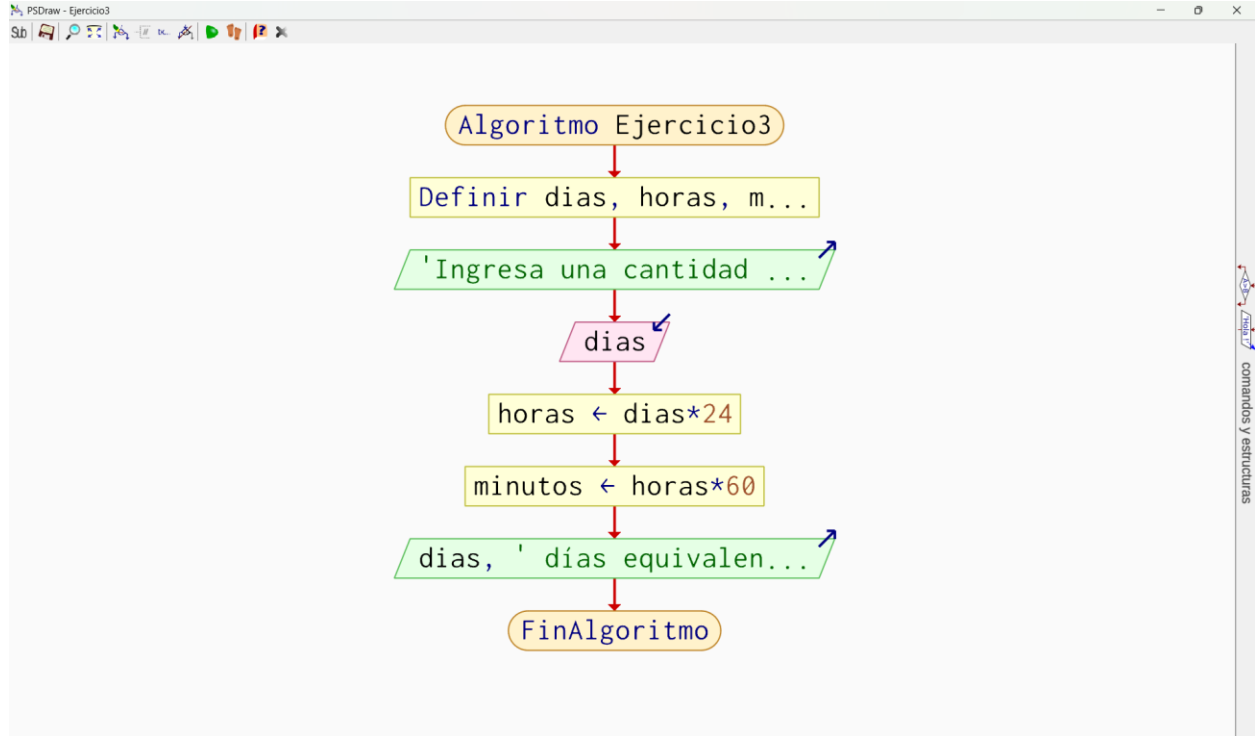 PSDraw - Ejercicio3
Sub
Algoritmo Ejercicio3
Definir dias, horas, m...
'Ingresa una cantidad ...
dias
horas ← dias*24
minutos ← horas*60
dias, ' días equivalen...
FinAlgoritmo
comandos y estructuras